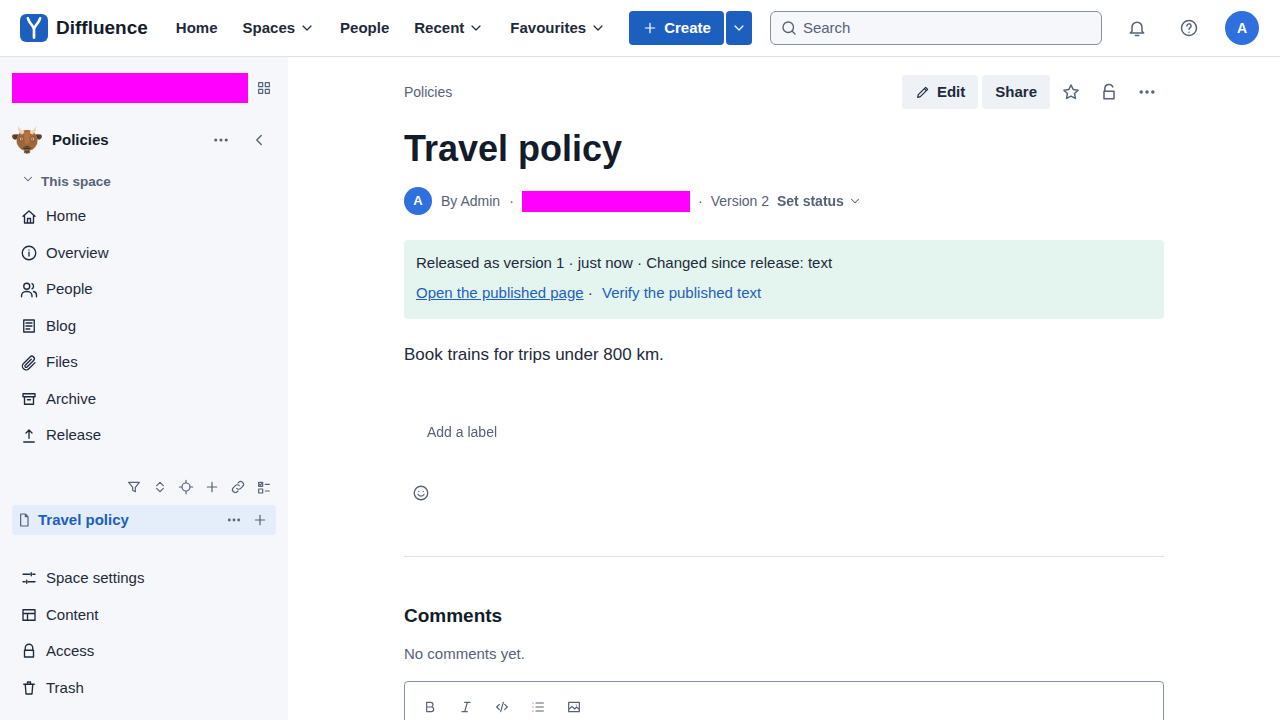 Diffluence Home Spaces People Recent Favourites Create Search A
Policies
This space
Home
Overview
People
Blog
Files
Archive
Release
Travel policy
Space settings
Content
Access
Trash
Policies Edit Share
Travel policy
A By Admin · · Version 2 Set status
Released as version 1 · just now · Changed since release: text
Open the published page · Verify the published text
Book trains for trips under 800 km.
Add a label
Comments
No comments yet.